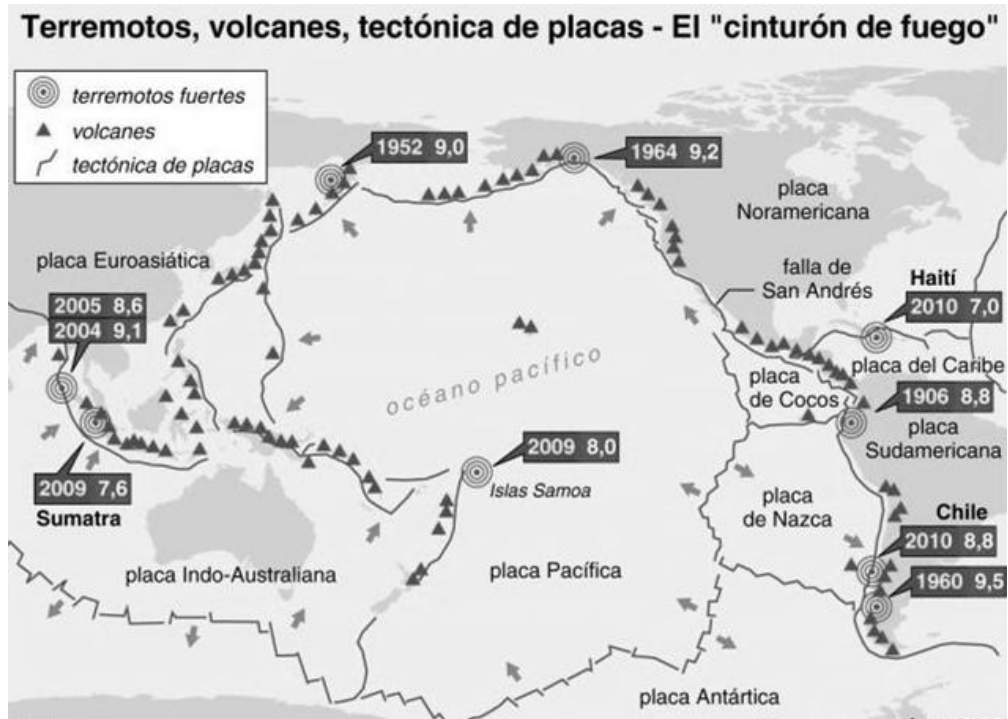 Terremotos, volcanes, tectónica de placas - El "cinturón de fuego"
terremotos fuertes
volcanes
tectónica de placas
1952 9,0
1964 9,2
placa
Noramericana
placa Euroasiática
falla de
San Andrés
Haití
2010 7,0
2005 8,6
2004 9,1
océano pacífico
placa del Caribe
placa
de Cocos
1906 8,8
placa
Sudamericana
2009 8,0
Islas Samoa
2009 7,6
Sumatra
placa
de Nazca
Chile
2010 8,8
1960 9,5
placa Indo-Australiana
placa Pacífica
placa Antártica